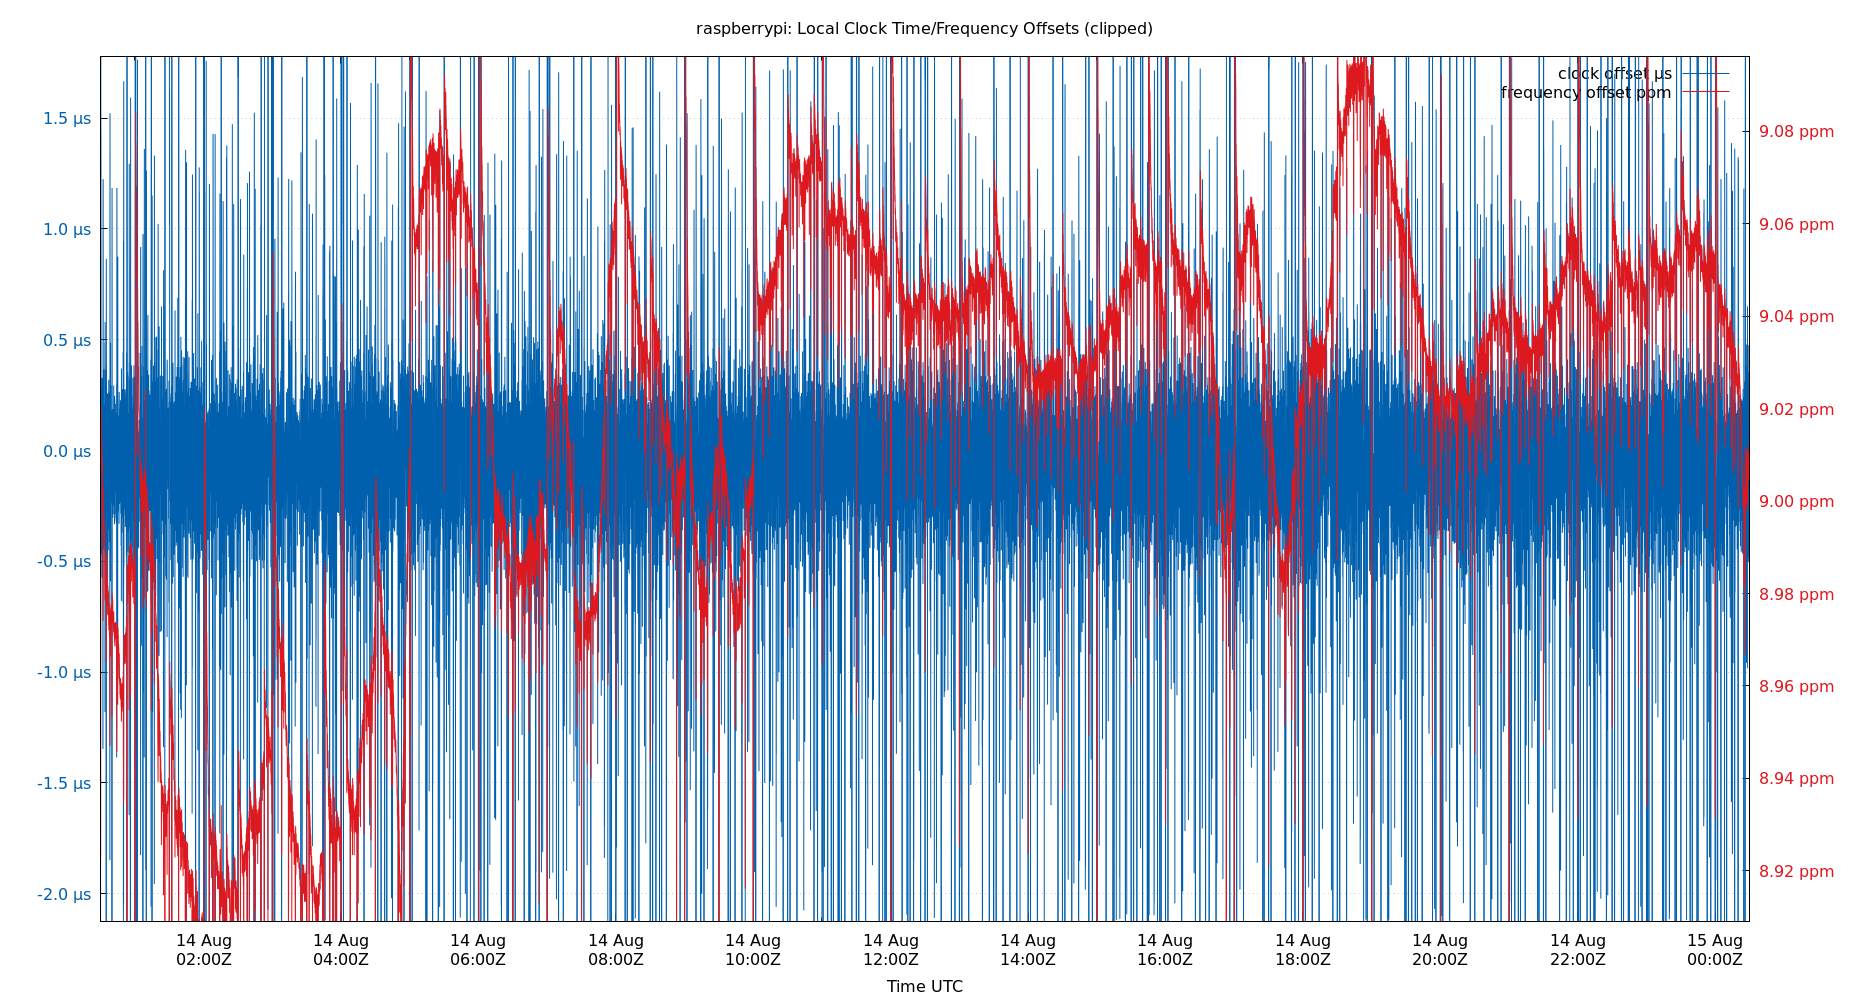 raspberrypi: Local Clock Time/Frequency Offsets (clipped)
clock offset µs
frequency offset ppm
1.5 µs
1.0 µs
0.5 µs
0.0 µs
-0.5 µs
-1.0 µs
-1.5 µs
-2.0 µs
9.08 ppm
9.06 ppm
9.04 ppm
9.02 ppm
9.00 ppm
8.98 ppm
8.96 ppm
8.94 ppm
8.92 ppm
14 Aug
02:00Z
14 Aug
04:00Z
14 Aug
06:00Z
14 Aug
08:00Z
14 Aug
10:00Z
14 Aug
12:00Z
14 Aug
14:00Z
14 Aug
16:00Z
14 Aug
18:00Z
14 Aug
20:00Z
14 Aug
22:00Z
15 Aug
00:00Z
Time UTC